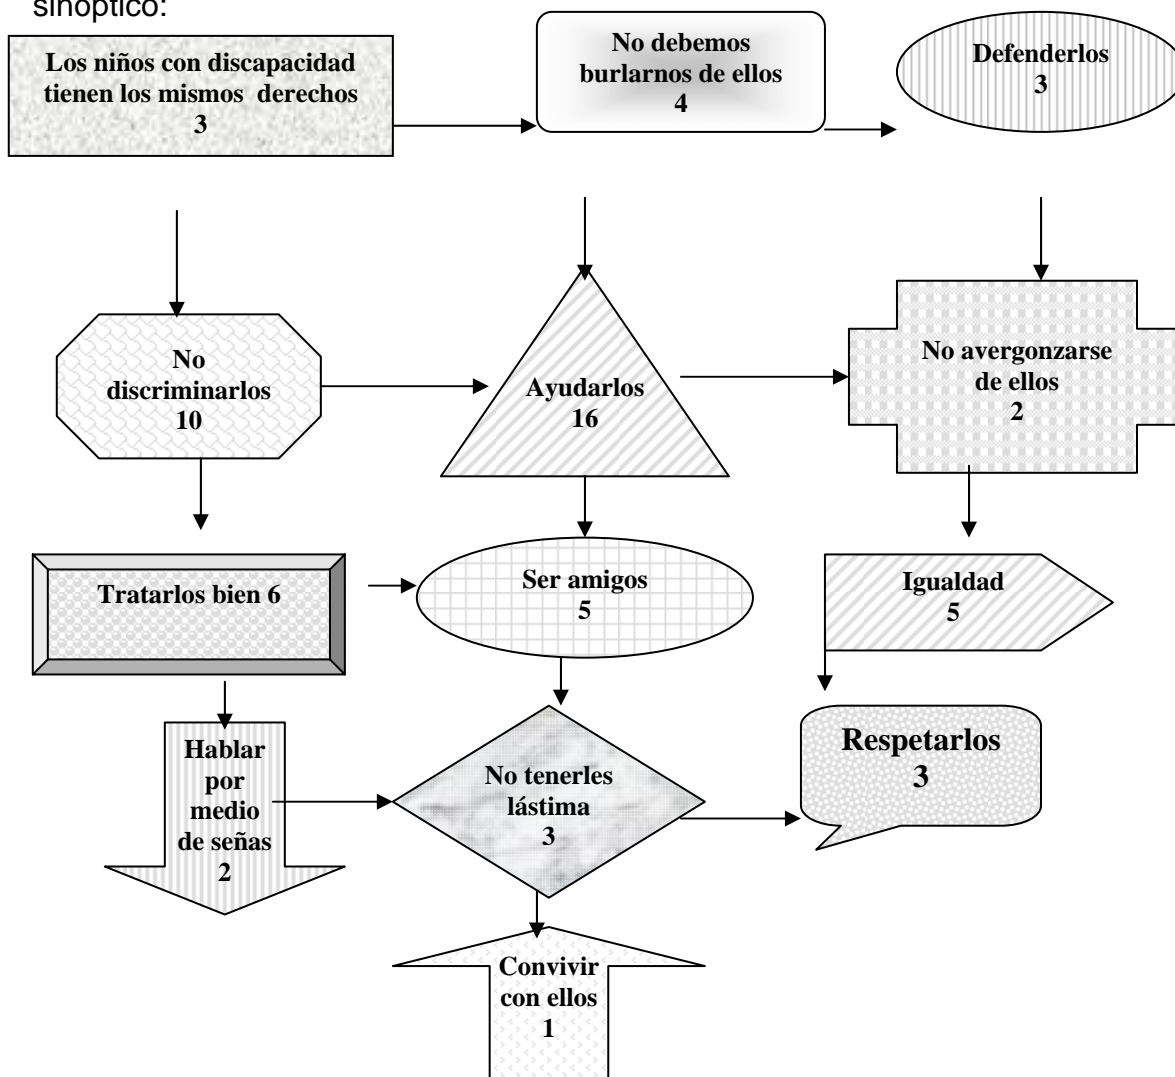 sinóptico:
Los niños con discapacidad
tienen los mismos derechos
3
No debemos
burlarnos de ellos
4
Defenderlos
3
No
discriminarlos
10
Ayudarlos
16
No avergonzarse
de ellos
2
Tratarlos bien 6
Ser amigos
5
Igualdad
5
Hablar
por
medio
de señas
2
No tenerles
lástima
3
Respetarlos
3
Convivir
con ellos
1